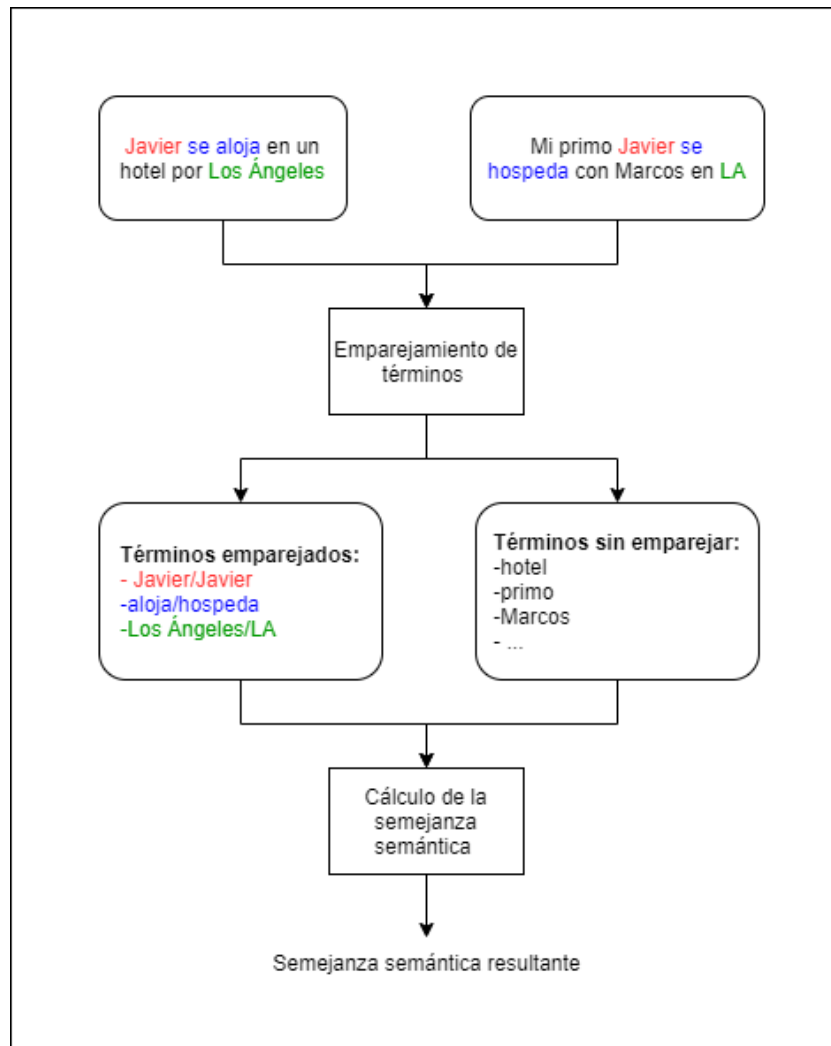 Javier se aloja en un
hotel por Los Ángeles
Mi primo Javier se
hospeda con Marcos en LA
Emparejamiento de
términos
Términos emparejados:
- Javier/Javier
-aloja/hospeda
-Los Ángeles/LA
Términos sin emparejar:
-hotel
-primo
-Marcos
- ...
Cálculo de la
semejanza
semántica
Semejanza semántica resultante